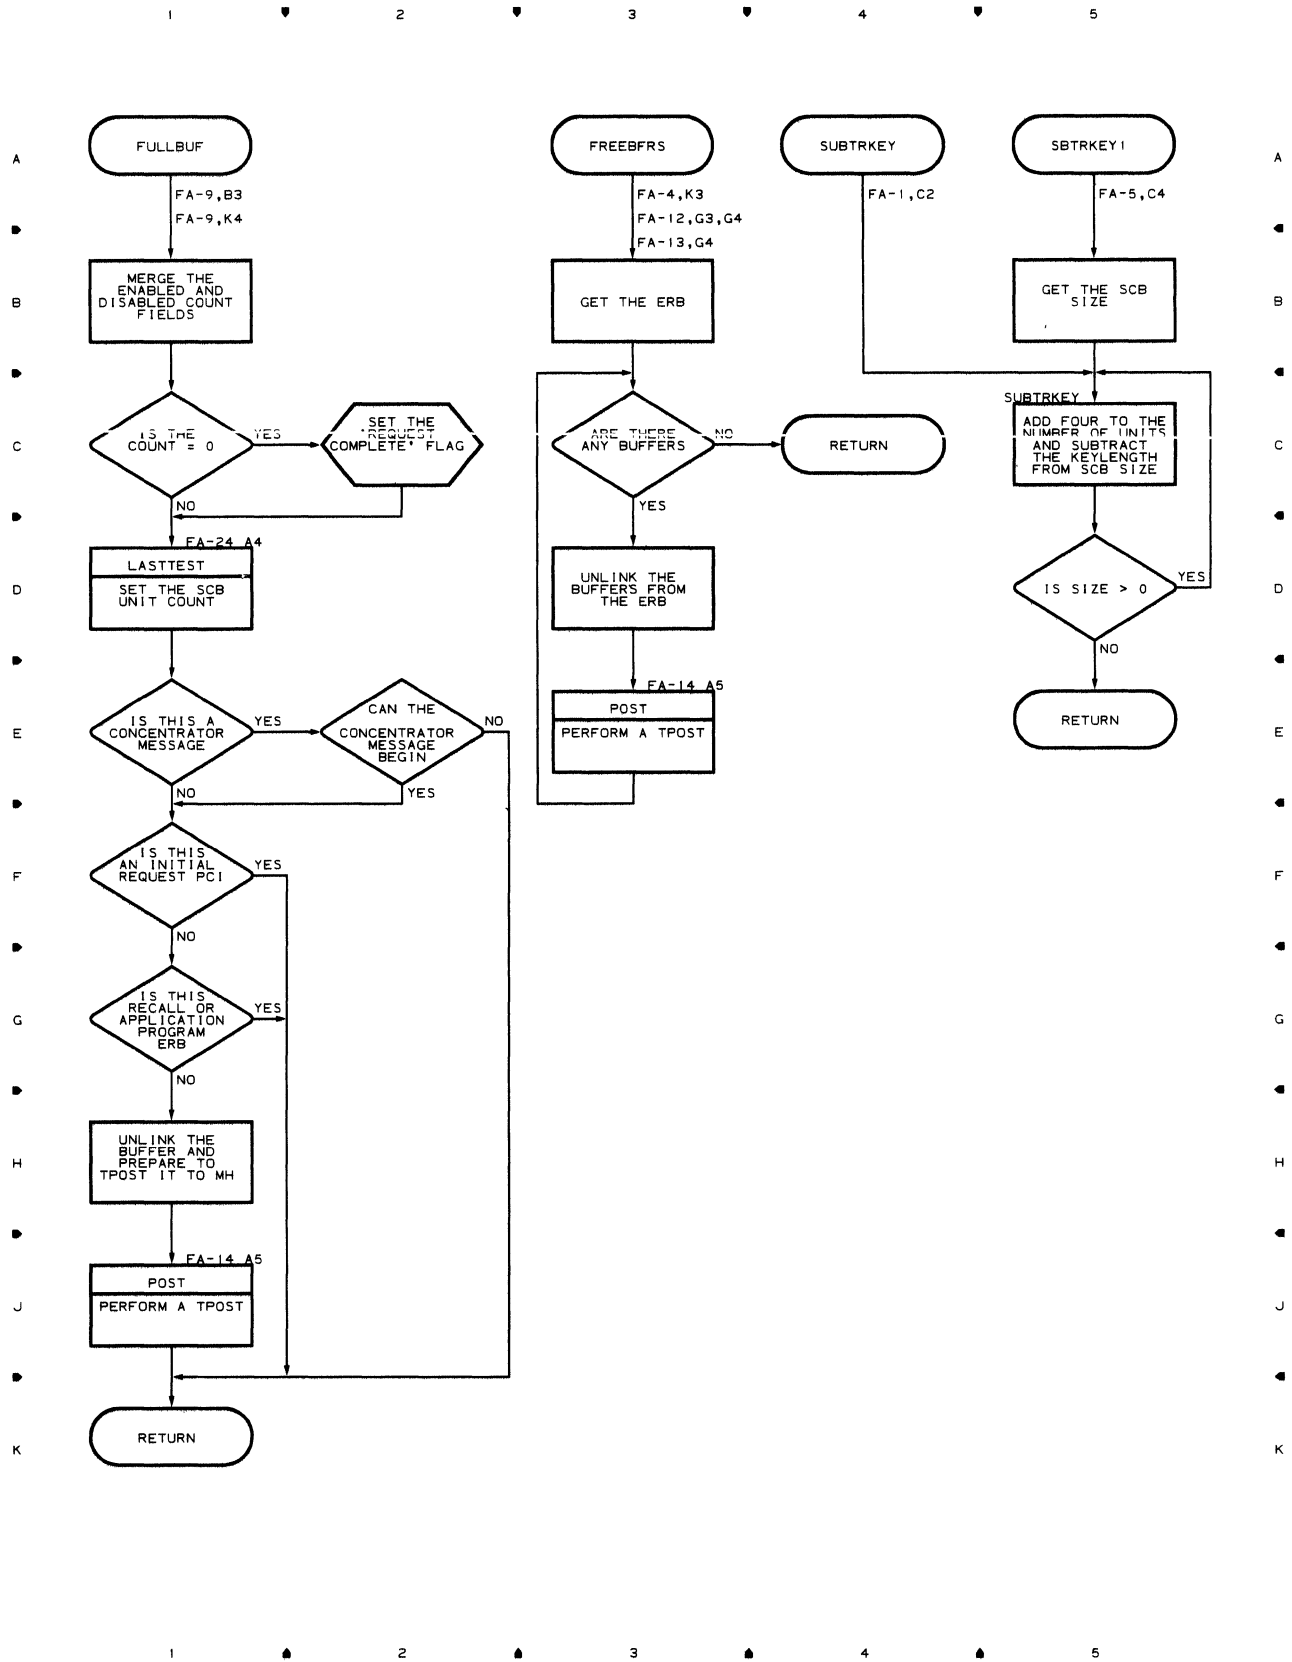 1 2 3 4 5
A
FULLBUF
FREEBFRS
SUBTRKEY
SBTRKEY1
A
FA-9,B3
FA-9,K4
FA-4,K3
FA-12,G3,G4
FA-13,G4
FA-1,C2
FA-5,C4
B
MERGE THE
ENABLED AND
DISABLED COUNT
FIELDS
GET THE ERB
GET THE SCB
SIZE
B
C
IS THE
COUNT = 0
YES
SET THE
'REQUEST
COMPLETE' FLAG
NO
ARE THERE
ANY BUFFERS
NO
YES
RETURN
SUBTRKEY
ADD FOUR TO THE
NUMBER OF UNITS
AND SUBTRACT
THE KEYLENGTH
FROM SCB SIZE
C
FA-24 A4
D
LASTTEST
SET THE SCB
UNIT COUNT
UNLINK THE
BUFFERS FROM
THE ERB
IS SIZE > 0
YES
NO
D
E
IS THIS A
CONCENTRATOR
MESSAGE
YES
NO
CAN THE
CONCENTRATOR
MESSAGE
BEGIN
NO
YES
FA-14 A5
POST
PERFORM A TPOST
RETURN
E
F
IS THIS
AN INITIAL
REQUEST PCI
YES
NO
F
G
IS THIS
RECALL OR
APPLICATION
PROGRAM
ERB
YES
NO
G
H
UNLINK THE
BUFFER AND
PREPARE TO
TPOST IT TO MH
H
FA-14 A5
J
POST
PERFORM A TPOST
J
K
RETURN
K
1 2 3 4 5